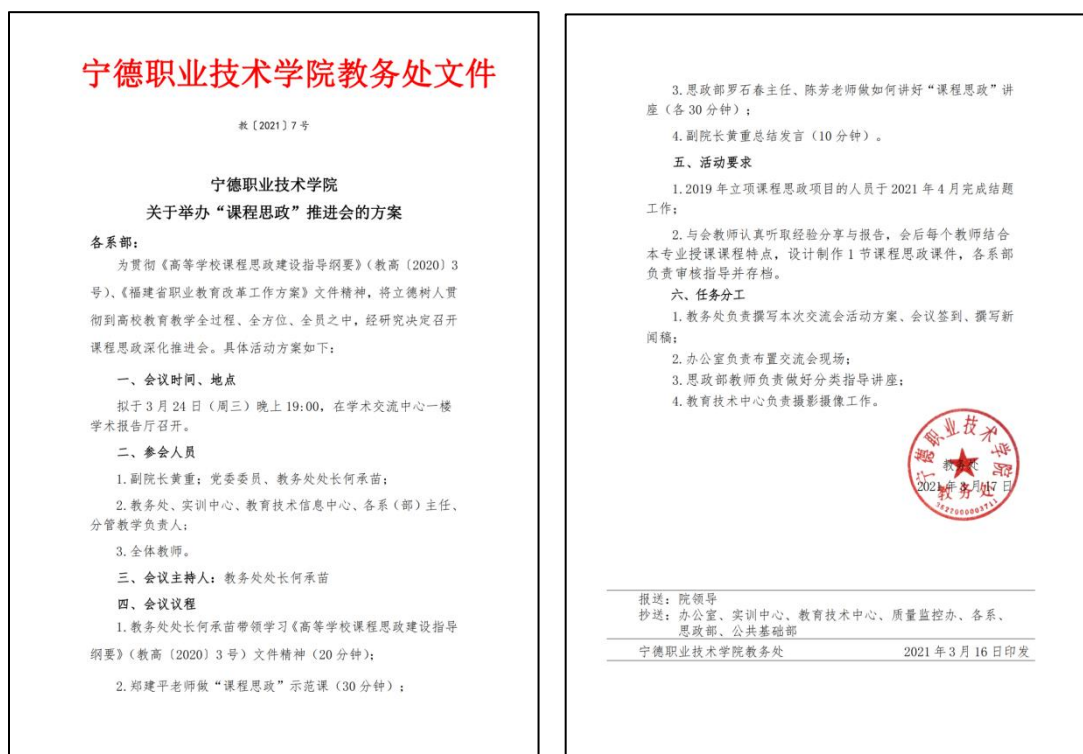 宁德职业技术学院教务处文件
教〔2021〕7号
宁德职业技术学院
关于举办“课程思政”推进会的方案
各系部：
为贯彻《高等学校课程思政建设指导纲要》（教高〔2020〕3
号）、《福建省职业教育改革工作方案》文件精神，将立德树人贯
彻到高校教育教学全过程、全方位、全员之中，经研究决定召开
课程思政深化推进会。具体活动方案如下：
一、会议时间、地点
拟于3月24日（周三）晚上19:00，在学术交流中心一楼
学术报告厅召开。
二、参会人员
1.副院长黄重；党委委员、教务处处长何承苗；
2.教务处、实训中心、教育技术信息中心、各系（部）主任、
分管教学负责人；
3.全体教师。
三、会议主持人：教务处处长何承苗
四、会议议程
1.教务处处长何承苗带领学习《高等学校课程思政建设指导
纲要》（教高〔2020〕3号）文件精神（20分钟）；
2.郑建平老师做“课程思政”示范课（30分钟）；
3.思政部罗石春主任、陈芳老师做如何讲好“课程思政”讲
座（各30分钟）；
4.副院长黄重总结发言（10分钟）。
五、活动要求
1.2019年立项课程思政项目的人员于2021年4月完成结题
工作；
2.与会教师认真听取经验分享与报告，会后每个教师结合
本专业授课课程特点，设计制作1节课程思政课件，各系部
负责审核指导并存档。
六、任务分工
1.教务处负责撰写本次交流会活动方案、会议签到、撰写新
闻稿；
2.办公室负责布置交流会现场；
3.思政部教师负责做好分类指导讲座；
4.教育技术中心负责摄影摄像工作。
宁德职业技术学院
教务处
2021年3月17日
教务处
3527000003711
报送：院领导
抄送：办公室、实训中心、教育技术中心、质量监控办、各系、
思政部、公共基础部
宁德职业技术学院教务处 2021年3月16日印发